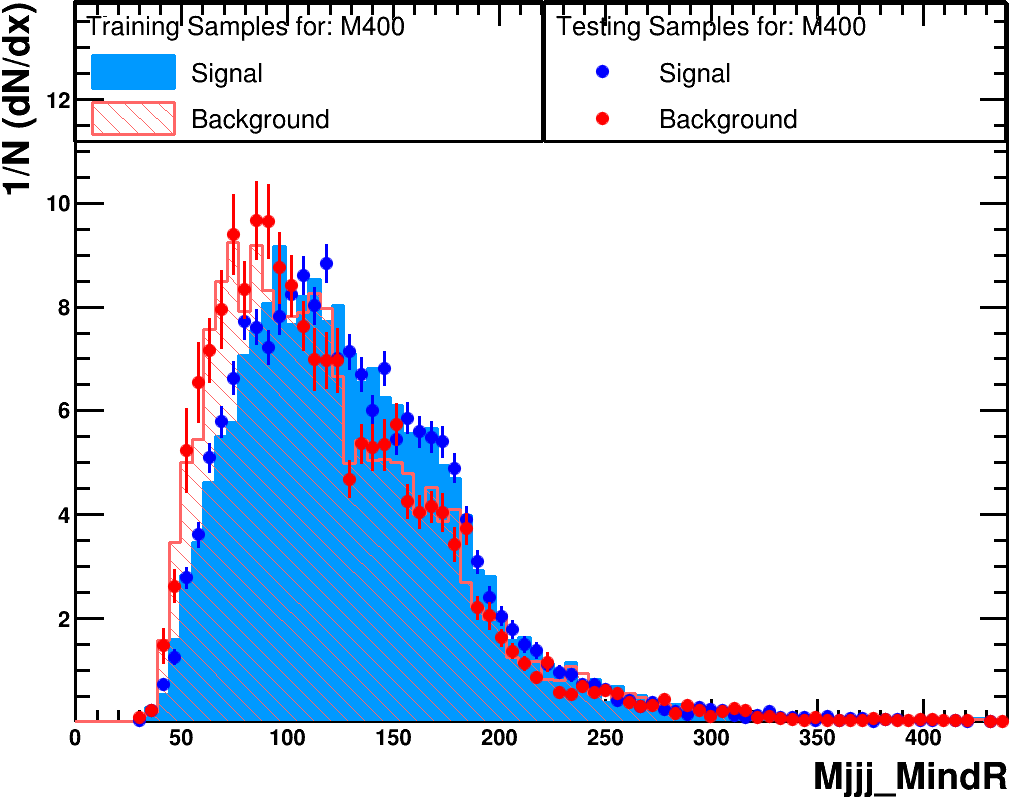 1/N (dN/dx)
Training Samples for: M400
Signal
Background
Testing Samples for: M400
Signal
Background
12
10
8
6
4
2
0 50 100 150 200 250 300 350 400
Mjjj_MindR